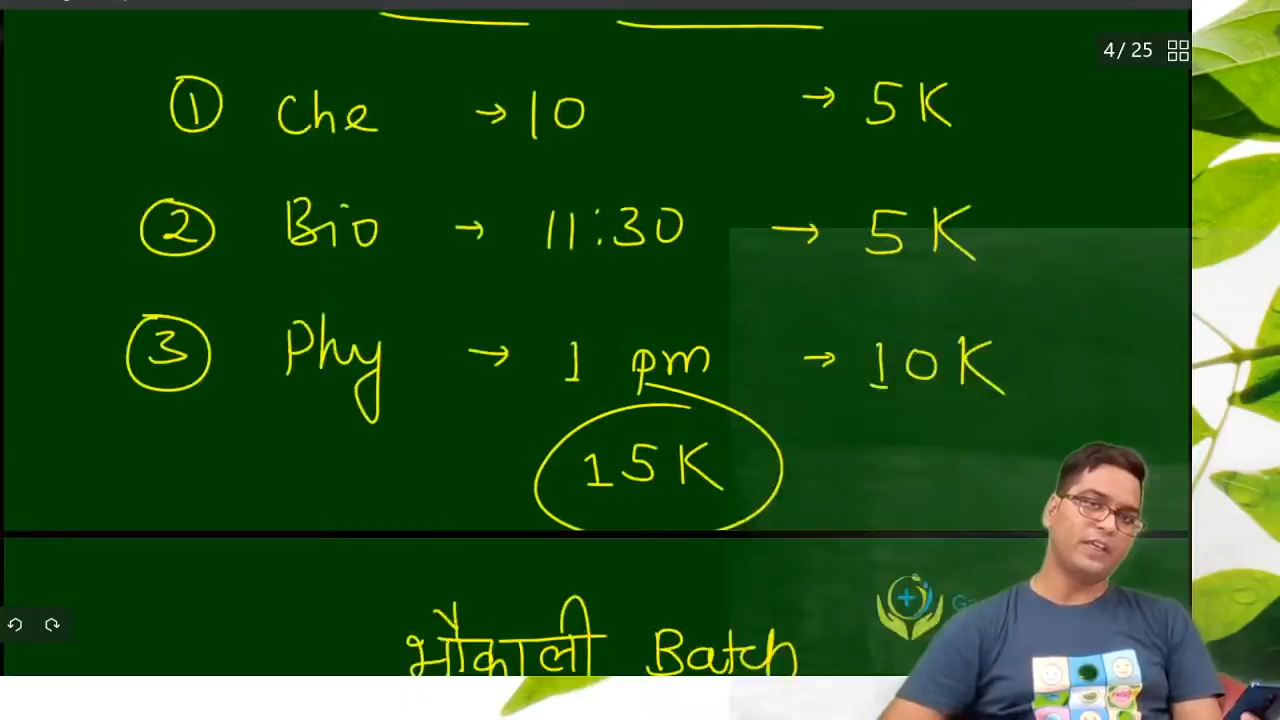 4 / 25
① Che → 10 → 5K
② Bio → 11:30 → 5K
③ Phy → 1 pm → 10K
15K
भौकाली Batch